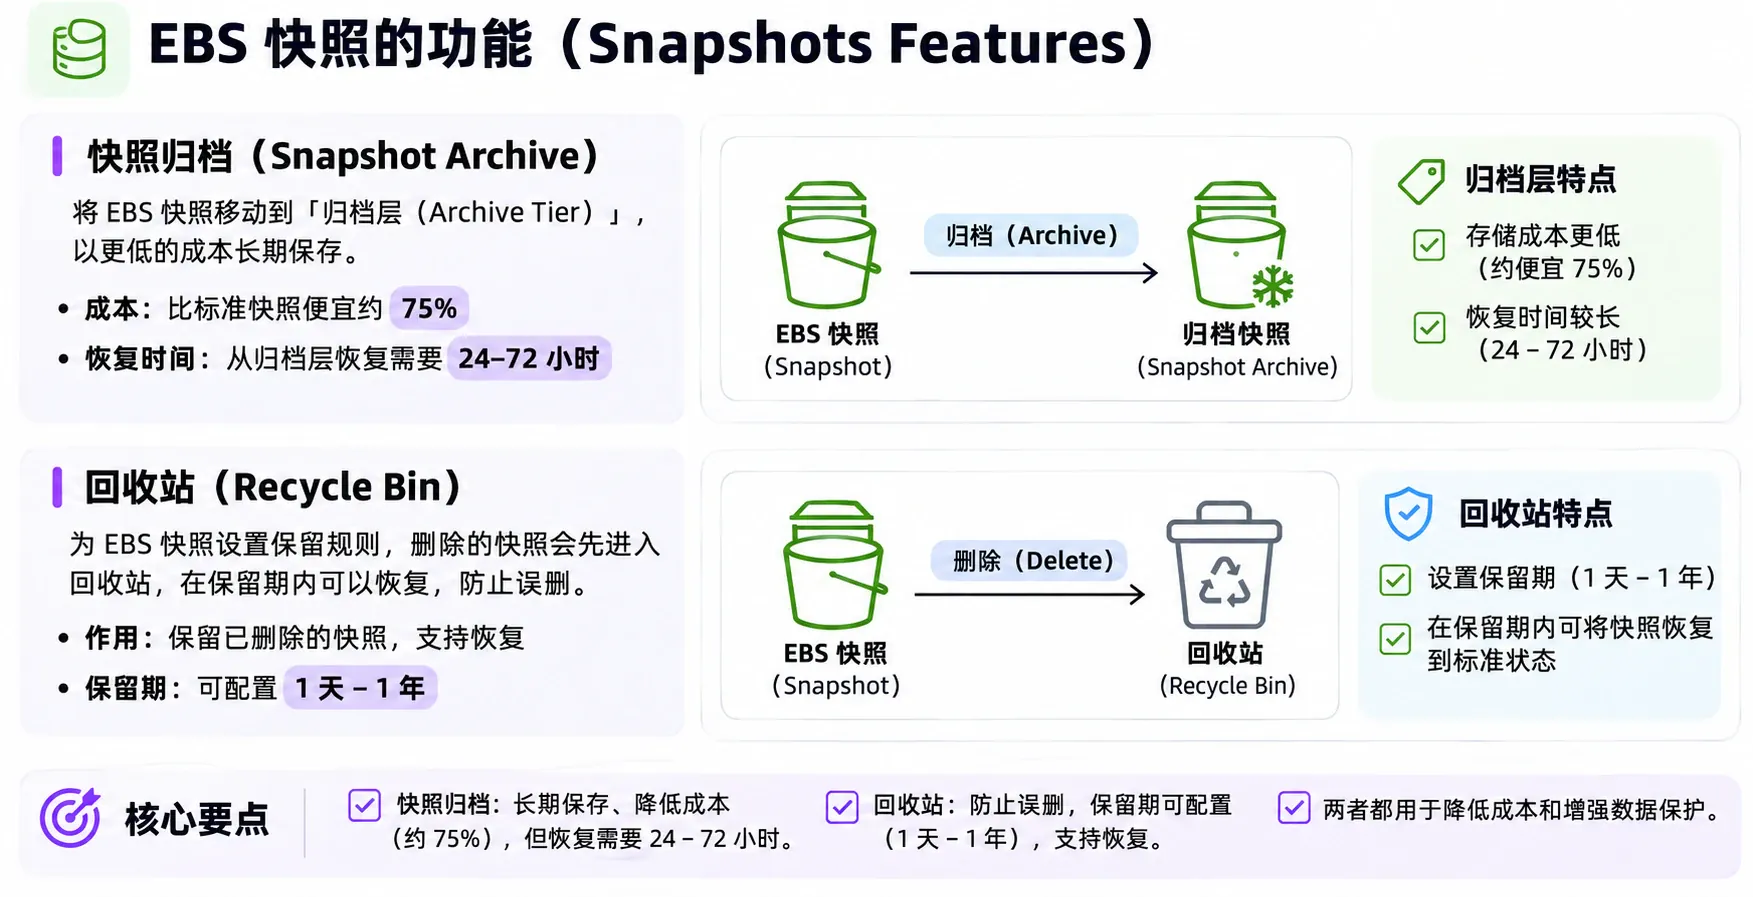 EBS 快照的功能（Snapshots Features）
快照归档（Snapshot Archive）
将 EBS 快照移动到「归档层（Archive Tier）」，
以更低的成本长期保存。
• 成本：比标准快照便宜约 75%
• 恢复时间：从归档层恢复需要 24–72 小时
归档（Archive）
EBS 快照
（Snapshot）
归档快照
（Snapshot Archive）
归档层特点
存储成本更低
（约便宜 75%）
恢复时间较长
（24 – 72 小时）
回收站（Recycle Bin）
为 EBS 快照设置保留规则，删除的快照会先进入
回收站，在保留期内可以恢复，防止误删。
• 作用：保留已删除的快照，支持恢复
• 保留期：可配置 1 天 – 1 年
删除（Delete）
EBS 快照
（Snapshot）
回收站
（Recycle Bin）
回收站特点
设置保留期（1 天 – 1 年）
在保留期内可将快照恢复
到标准状态
核心要点
快照归档：长期保存、降低成本
（约 75%），但恢复需要 24 – 72 小时。
回收站：防止误删，保留期可配置
（1 天 – 1 年），支持恢复。
两者都用于降低成本和增强数据保护。